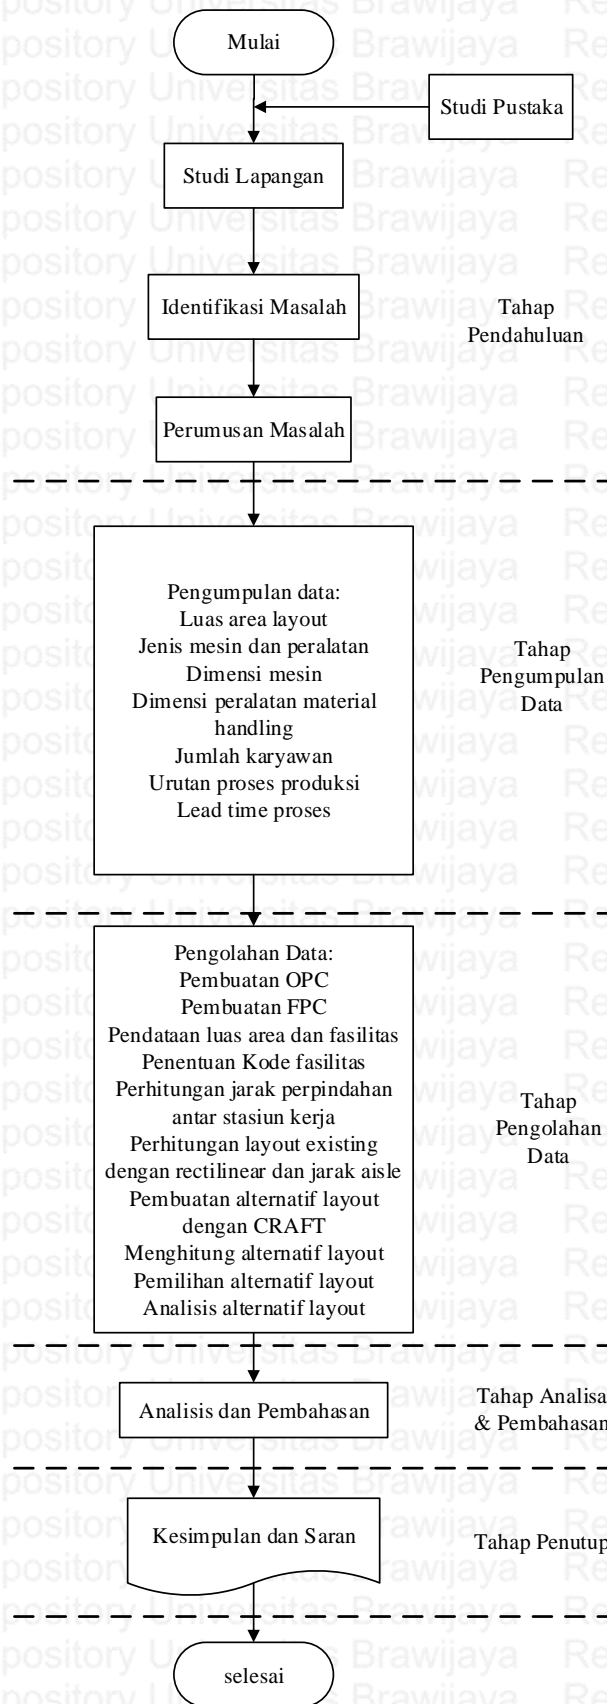 Mulai
Studi Pustaka
Studi Lapangan
Identifikasi Masalah
Tahap
Pendahuluan
Perumusan Masalah
Pengumpulan data:
Luas area layout
Jenis mesin dan peralatan
Dimensi mesin
Dimensi peralatan material
handling
Jumlah karyawan
Urutan proses produksi
Lead time proses
Tahap
Pengumpulan
Data
Pengolahan Data:
Pembuatan OPC
Pembuatan FPC
Pendataan luas area dan fasilitas
Penentuan Kode fasilitas
Perhitungan jarak perpindahan
antar stasiun kerja
Perhitungan layout existing
dengan rectilinear dan jarak aisle
Pembuatan alternatif layout
dengan CRAFT
Menghitung alternatif layout
Pemilihan alternatif layout
Analisis alternatif layout
Tahap
Pengolahan
Data
Analisis dan Pembahasan
Tahap Analisa
& Pembahasan
Kesimpulan dan Saran
Tahap Penutup
selesai